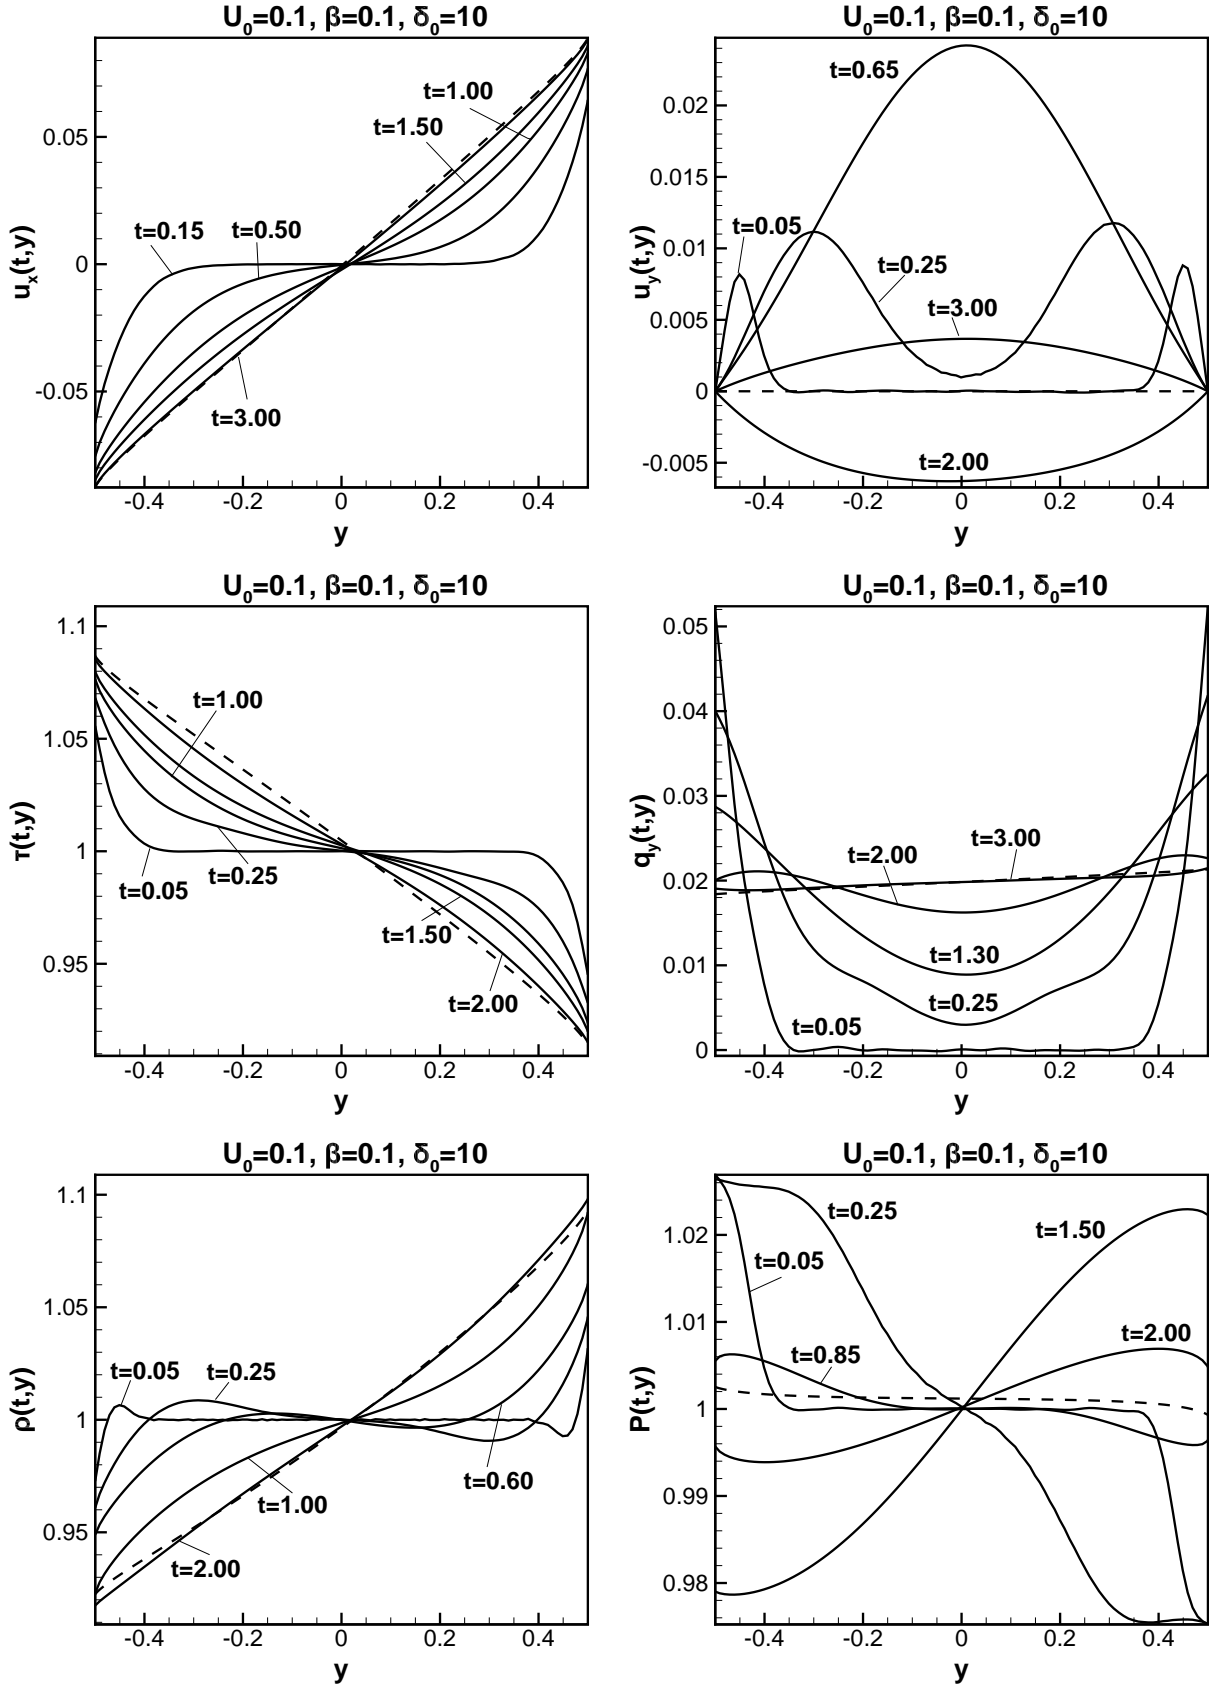 U0=0.1, β=0.1, δ0=10
ux(t,y)
0.05
0
-0.05
t=1.00
t=1.50
t=0.15
t=0.50
t=3.00
-0.4 -0.2 0 0.2 0.4
y
U0=0.1, β=0.1, δ0=10
uy(t,y)
0.02
0.015
0.01
0.005
0
-0.005
t=0.65
t=0.05
t=0.25
t=3.00
t=2.00
-0.4 -0.2 0 0.2 0.4
y
U0=0.1, β=0.1, δ0=10
τ(t,y)
1.1
1.05
1
0.95
t=1.00
t=0.05
t=0.25
t=1.50
t=2.00
-0.4 -0.2 0 0.2 0.4
y
U0=0.1, β=0.1, δ0=10
qy(t,y)
0.05
0.04
0.03
0.02
0.01
0
t=3.00
t=2.00
t=1.30
t=0.25
t=0.05
-0.4 -0.2 0 0.2 0.4
y
U0=0.1, β=0.1, δ0=10
ρ(t,y)
1.1
1.05
1
0.95
t=0.05
t=0.25
t=0.60
t=1.00
t=2.00
-0.4 -0.2 0 0.2 0.4
y
U0=0.1, β=0.1, δ0=10
P(t,y)
1.02
1.01
1
0.99
0.98
t=0.25
t=1.50
t=0.05
t=2.00
t=0.85
-0.4 -0.2 0 0.2 0.4
y